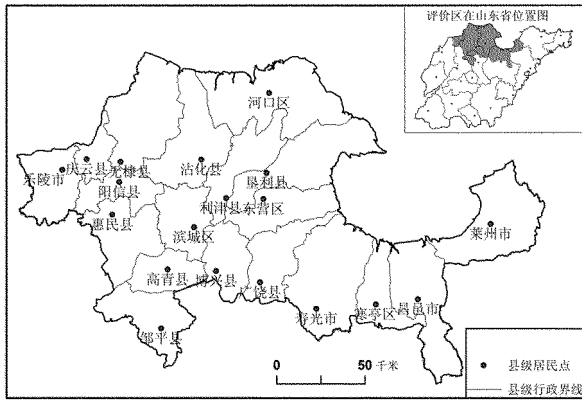 评价区在山东省位置图
河口区
庆云县
无棣县
沾化县
乐陵市
垦利县
阳信县
利津县
东营区
惠民县
滨城区
莱州市
高青县
博兴县
广饶县
寿光市
寒亭区
昌邑市
邹平县
0 50 千米
县级居民点
县级行政界线